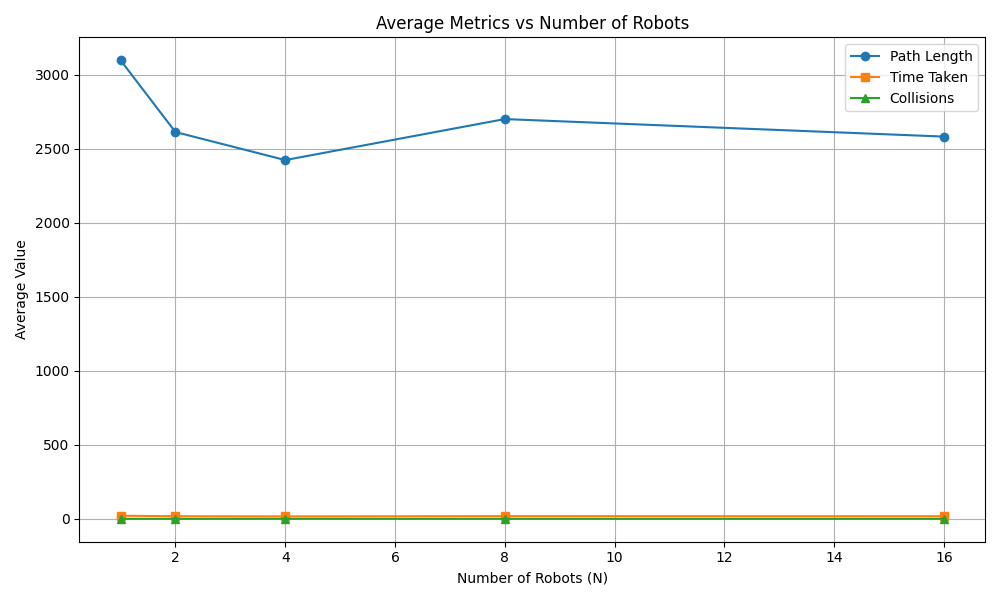 Average Metrics vs Number of Robots
Path Length
Time Taken
Collisions
Average Value
3000
2500
2000
1500
1000
500
0
2 4 6 8 10 12 14 16
Number of Robots (N)